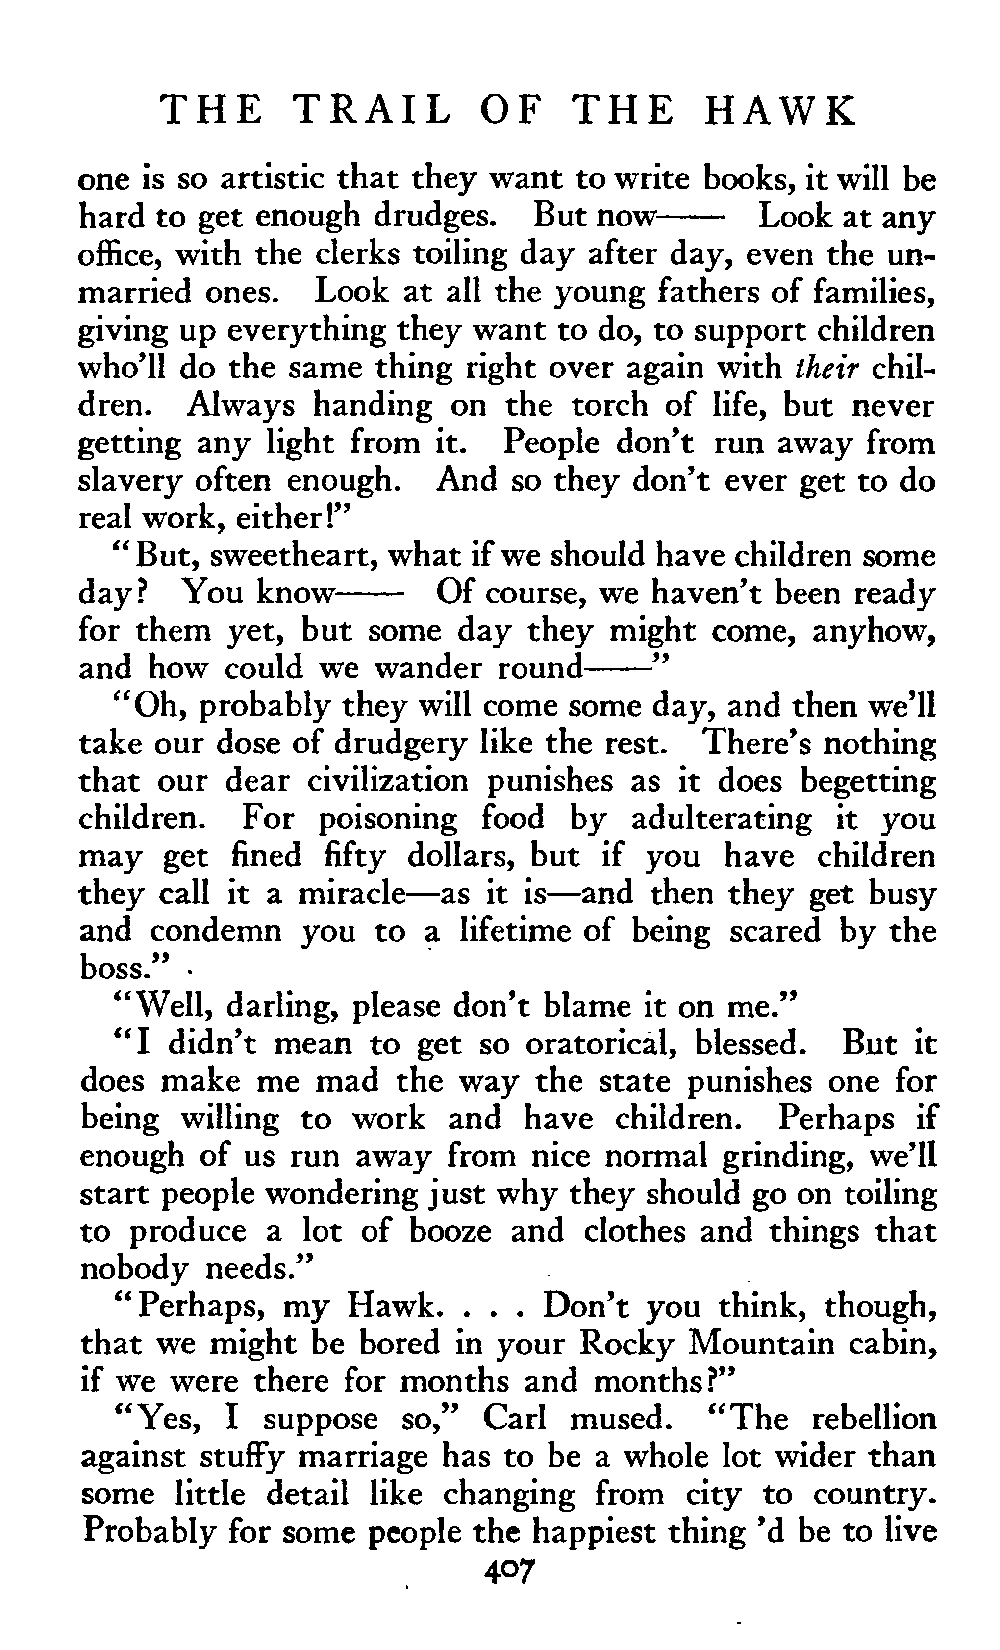 THE TRAIL OF THE HAWK
one is so artistic that they want to write books, it will be
hard to get enough drudges. But now—— Look at any
office, with the clerks toiling day after day, even the un-
married ones. Look at all the young fathers of families,
giving up everything they want to do, to support children
who'll do the same thing right over again with their chil-
dren. Always handing on the torch of life, but never
getting any light from it. People don't run away from
slavery often enough. And so they don't ever get to do
real work, either!"
"But, sweetheart, what if we should have children some
day? You know—— Of course, we haven't been ready
for them yet, but some day they might come, anyhow,
and how could we wander round——"
"Oh, probably they will come some day, and then we'll
take our dose of drudgery like the rest. There's nothing
that our dear civilization punishes as it does begetting
children. For poisoning food by adulterating it you
may get fined fifty dollars, but if you have children
they call it a miracle—as it is—and then they get busy
and condemn you to a lifetime of being scared by the
boss."
"Well, darling, please don't blame it on me."
"I didn't mean to get so oratorical, blessed. But it
does make me mad the way the state punishes one for
being willing to work and have children. Perhaps if
enough of us run away from nice normal grinding, we'll
start people wondering just why they should go on toiling
to produce a lot of booze and clothes and things that
nobody needs."
"Perhaps, my Hawk. . . . Don't you think, though,
that we might be bored in your Rocky Mountain cabin,
if we were there for months and months?"
"Yes, I suppose so," Carl mused. "The rebellion
against stuffy marriage has to be a whole lot wider than
some little detail like changing from city to country.
Probably for some people the happiest thing 'd be to live
407